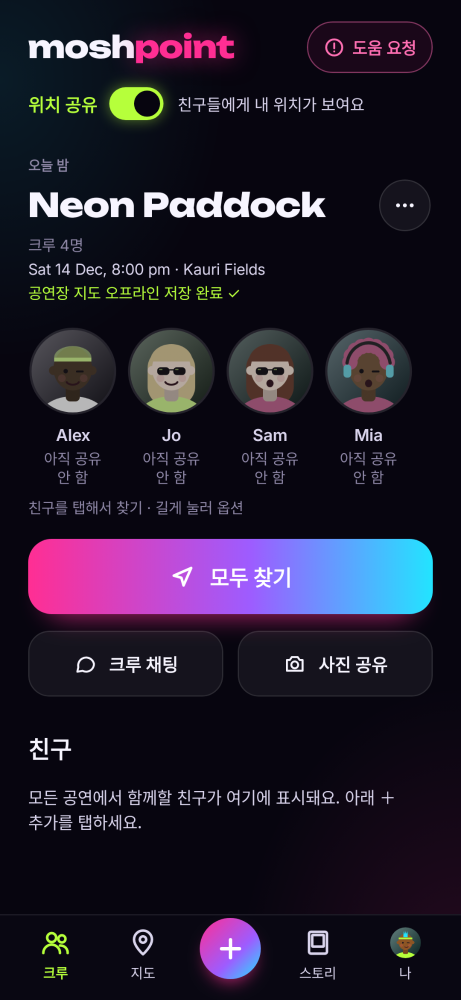 moshpoint
도움 요청
위치 공유
친구들에게 내 위치가 보여요
오늘 밤
Neon Paddock
크루 4명
Sat 14 Dec, 8:00 pm · Kauri Fields
공연장 지도 오프라인 저장 완료 ✓
Alex
Jo
Sam
Mia
아직 공유
안 함
아직 공유
안 함
아직 공유
안 함
아직 공유
안 함
친구를 탭해서 찾기 · 길게 눌러 옵션
모두 찾기
크루 채팅
사진 공유
친구
모든 공연에서 함께할 친구가 여기에 표시돼요. 아래 ＋
추가를 탭하세요.
크루
지도
스토리
나